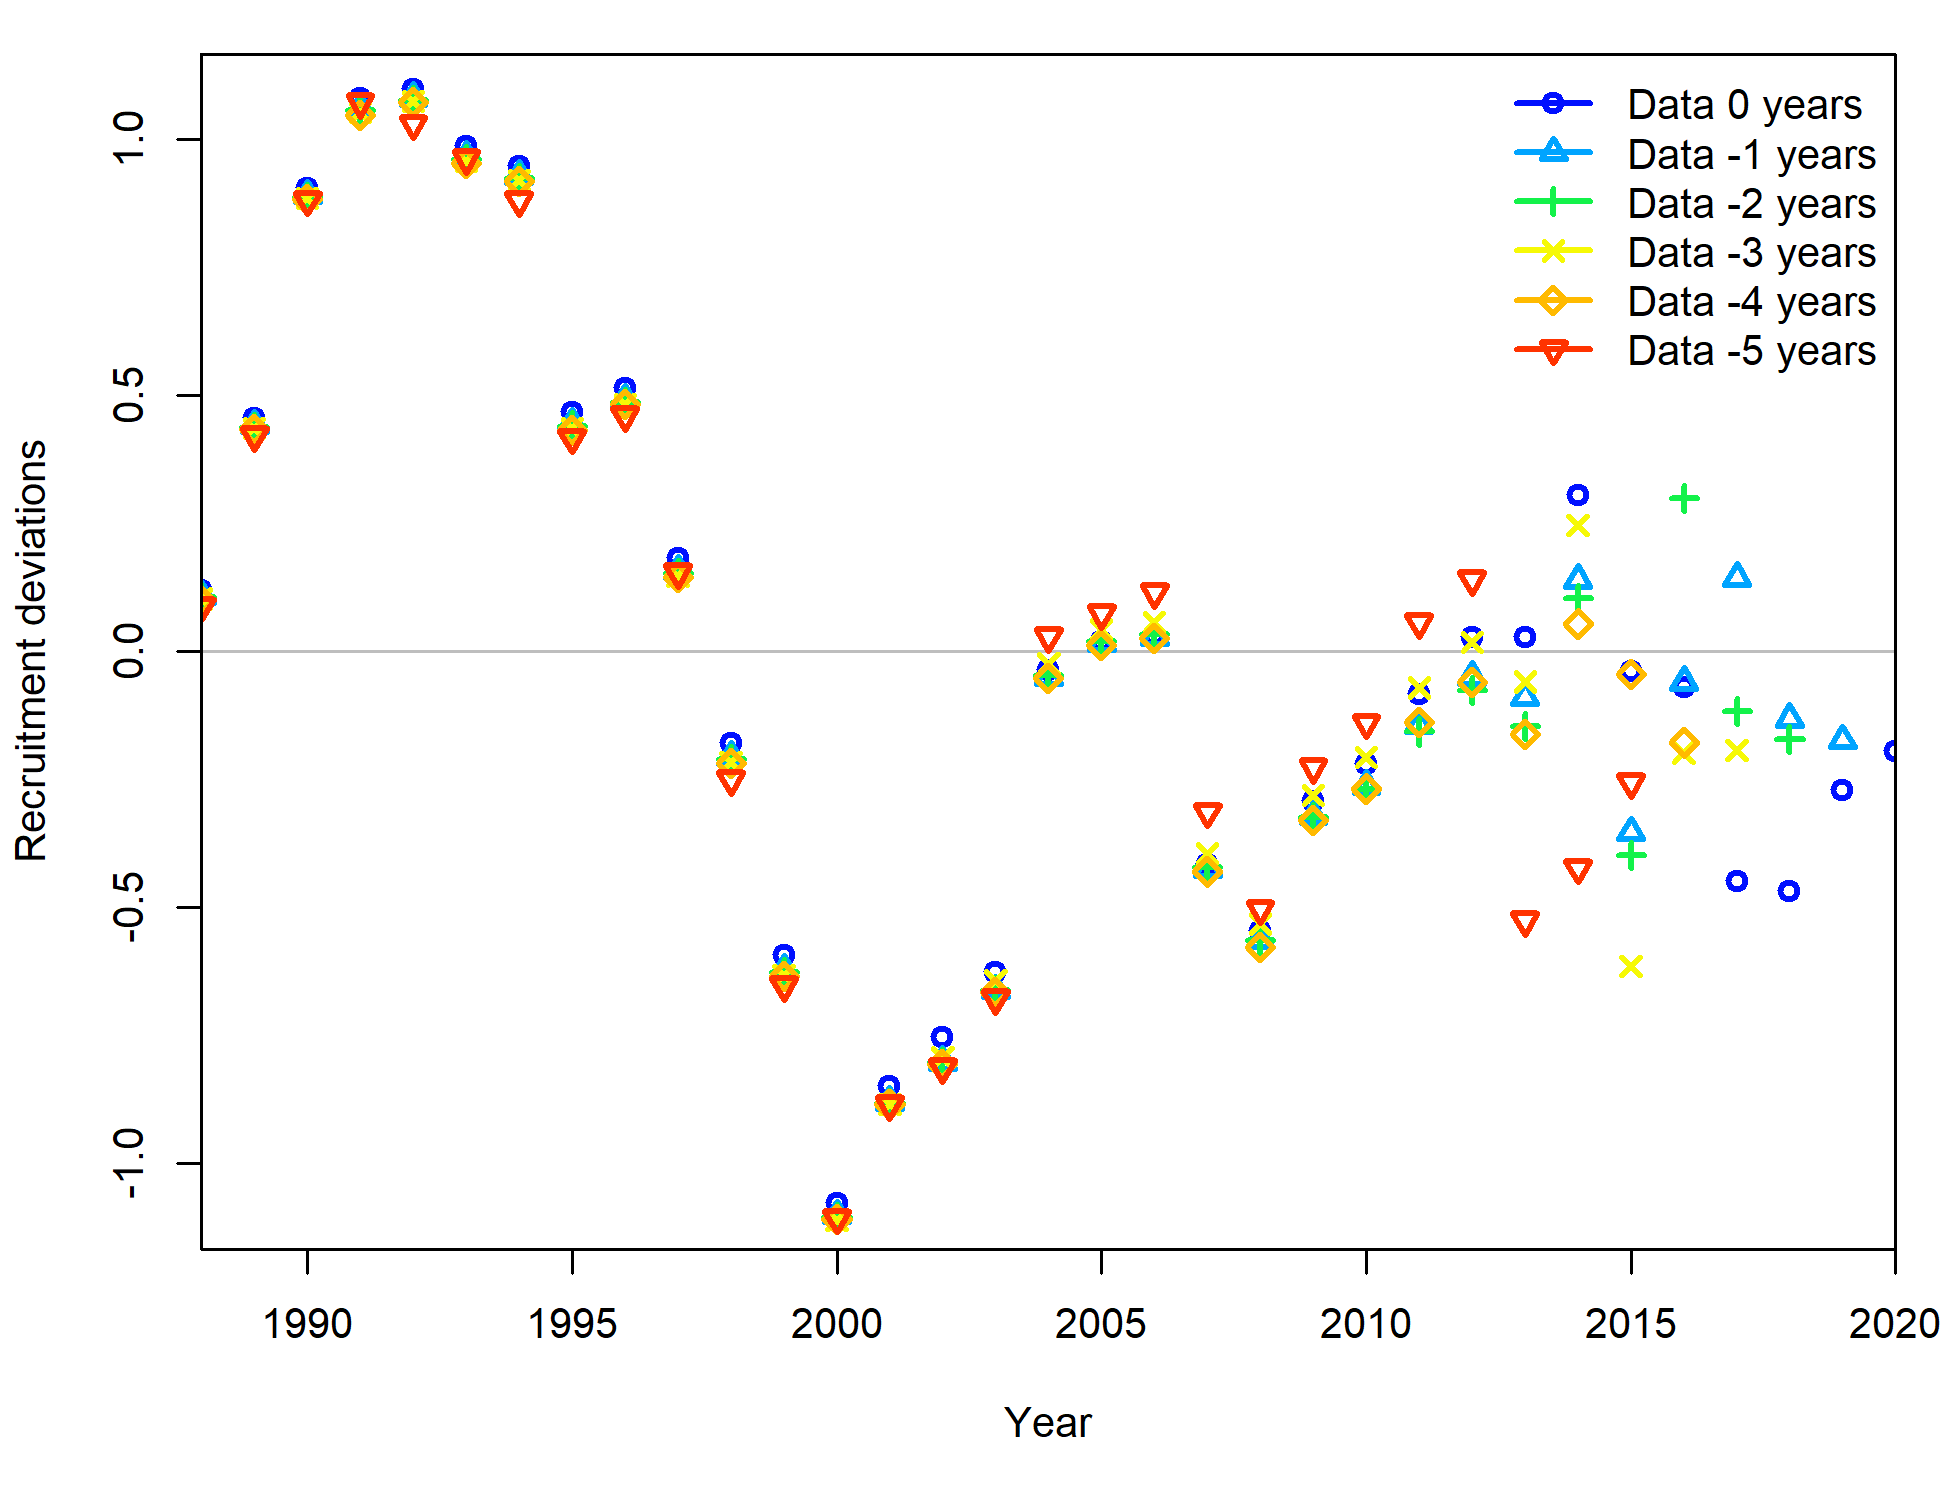 Data 0 years
Data -1 years
Data -2 years
Data -3 years
Data -4 years
Data -5 years
Recruitment deviations
1.0
0.5
0.0
-0.5
-1.0
1990 1995 2000 2005 2010 2015 2020
Year